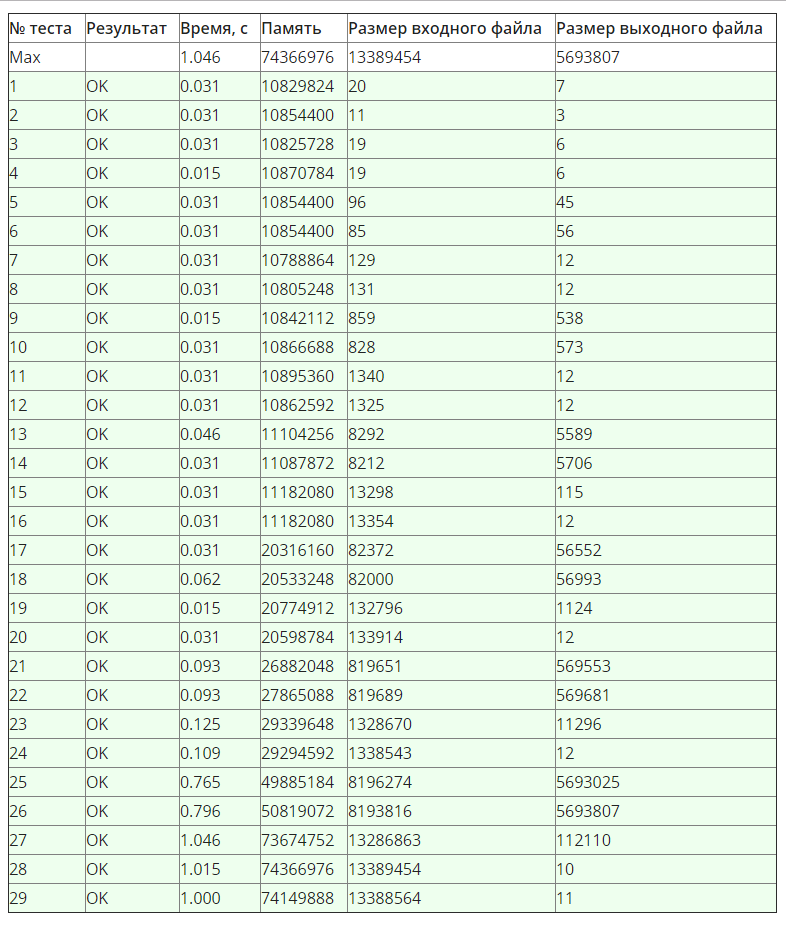 № теста Результат Время, с Память Размер входного файла Размер выходного файла
Max 1.046 74366976 13389454 5693807
1 OK 0.031 10829824 20 7
2 OK 0.031 10854400 11 3
3 OK 0.031 10825728 19 6
4 OK 0.015 10870784 19 6
5 OK 0.031 10854400 96 45
6 OK 0.031 10854400 85 56
7 OK 0.031 10788864 129 12
8 OK 0.031 10805248 131 12
9 OK 0.015 10842112 859 538
10 OK 0.031 10866688 828 573
11 OK 0.031 10895360 1340 12
12 OK 0.031 10862592 1325 12
13 OK 0.046 11104256 8292 5589
14 OK 0.031 11087872 8212 5706
15 OK 0.031 11182080 13298 115
16 OK 0.031 11182080 13354 12
17 OK 0.031 20316160 82372 56552
18 OK 0.062 20533248 82000 56993
19 OK 0.015 20774912 132796 1124
20 OK 0.031 20598784 133914 12
21 OK 0.093 26882048 819651 569553
22 OK 0.093 27865088 819689 569681
23 OK 0.125 29339648 1328670 11296
24 OK 0.109 29294592 1338543 12
25 OK 0.765 49885184 8196274 5693025
26 OK 0.796 50819072 8193816 5693807
27 OK 1.046 73674752 13286863 112110
28 OK 1.015 74366976 13389454 10
29 OK 1.000 74149888 13388564 11